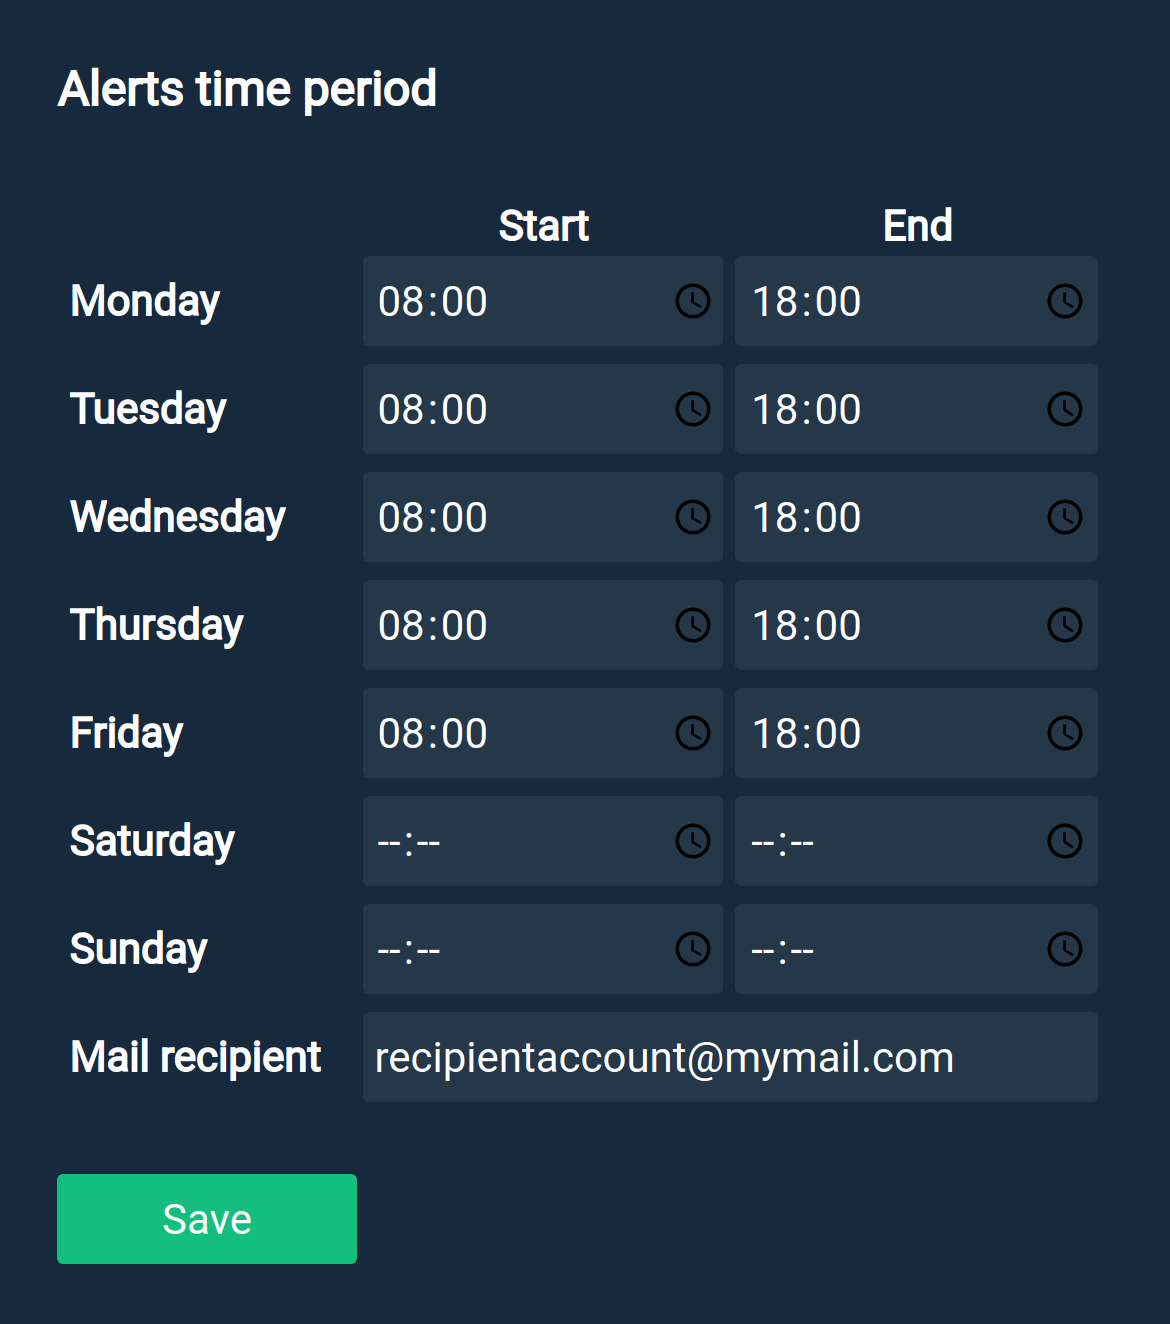 Alerts time period
Start End
Monday 08:00 18:00
Tuesday 08:00 18:00
Wednesday 08:00 18:00
Thursday 08:00 18:00
Friday 08:00 18:00
Saturday --:-- --:--
Sunday --:-- --:--
Mail recipient recipientaccount@mymail.com
Save